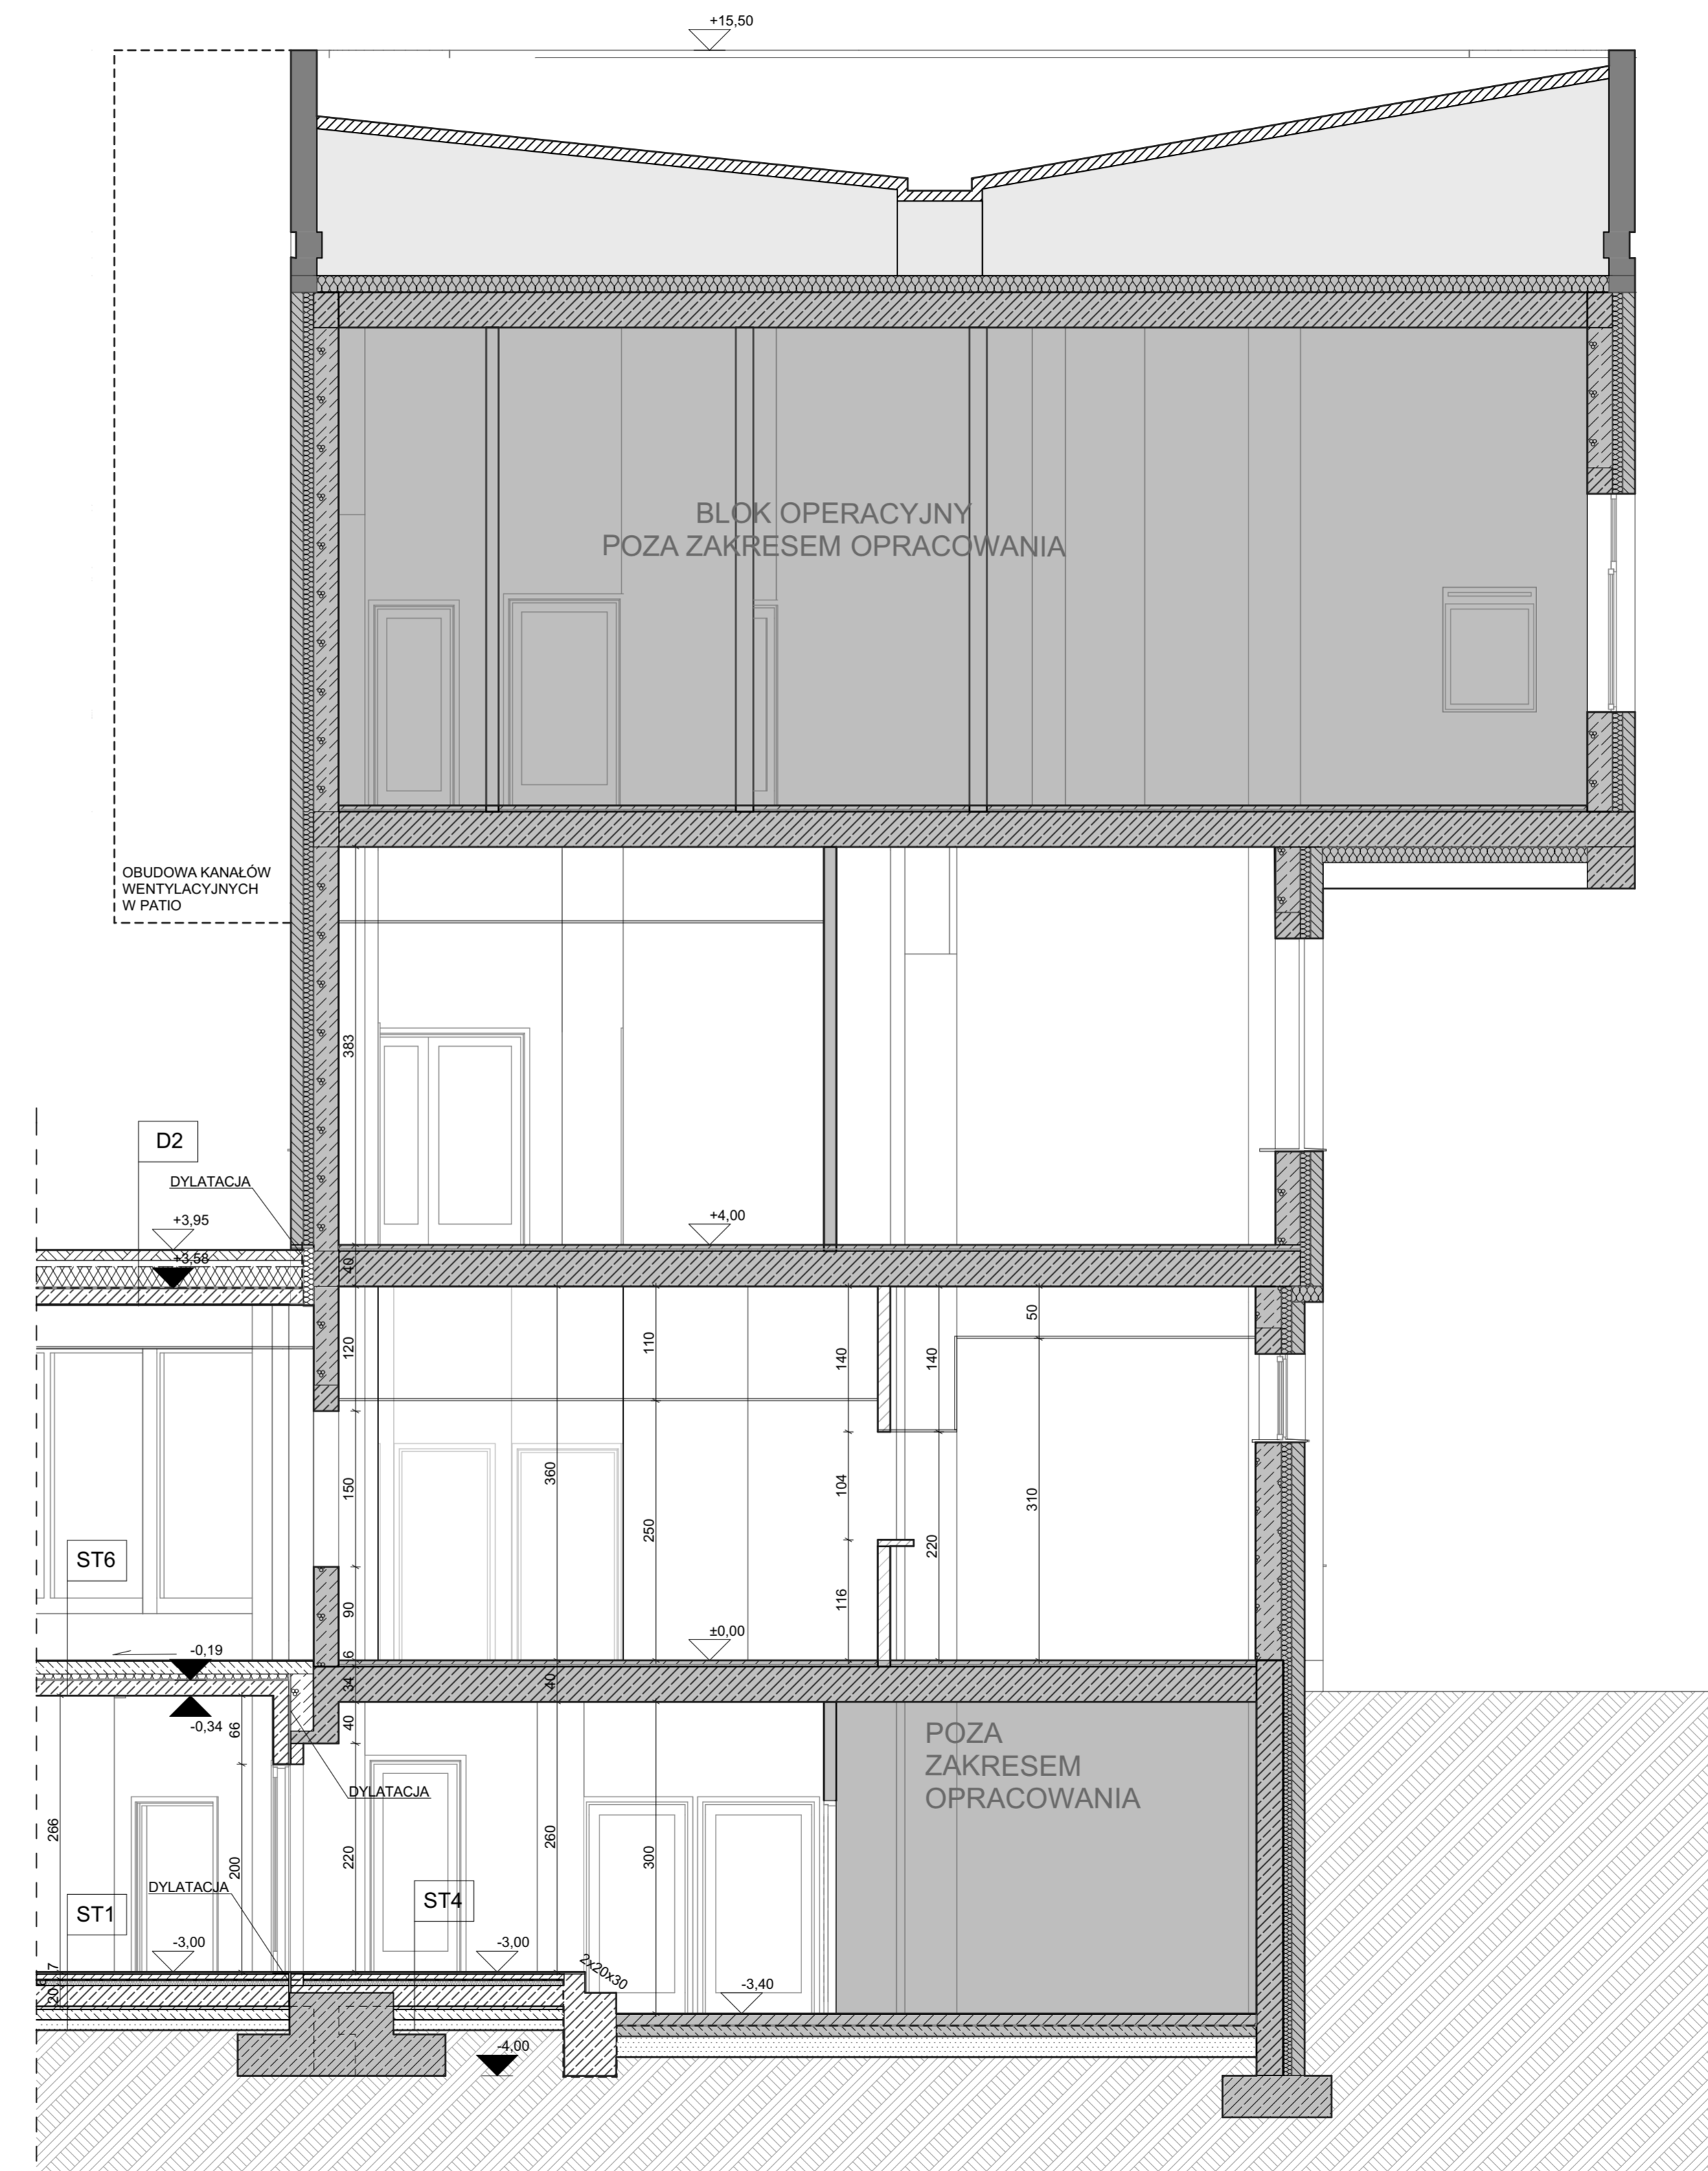 +15,50
BLOK OPERACYJNY
POZA ZAKRESEM OPRACOWANIA
OBUDOWA KANAŁÓW
WENTYLACYJNYCH
W PATIO
383
D2
DYLATACJA
+3,95
+4,00
+3,58
40
120
110
140
140
50
150
360
250
104
220
310
ST6
90
116
±0,00
-0,19
6
34
40
-0,34
66
40
POZA
ZAKRESEM
OPRACOWANIA
DYLATACJA
266
200
220
260
300
DYLATACJA
ST1
ST4
-3,00
-3,00
2x20x30
-3,40
7
20
-4,00